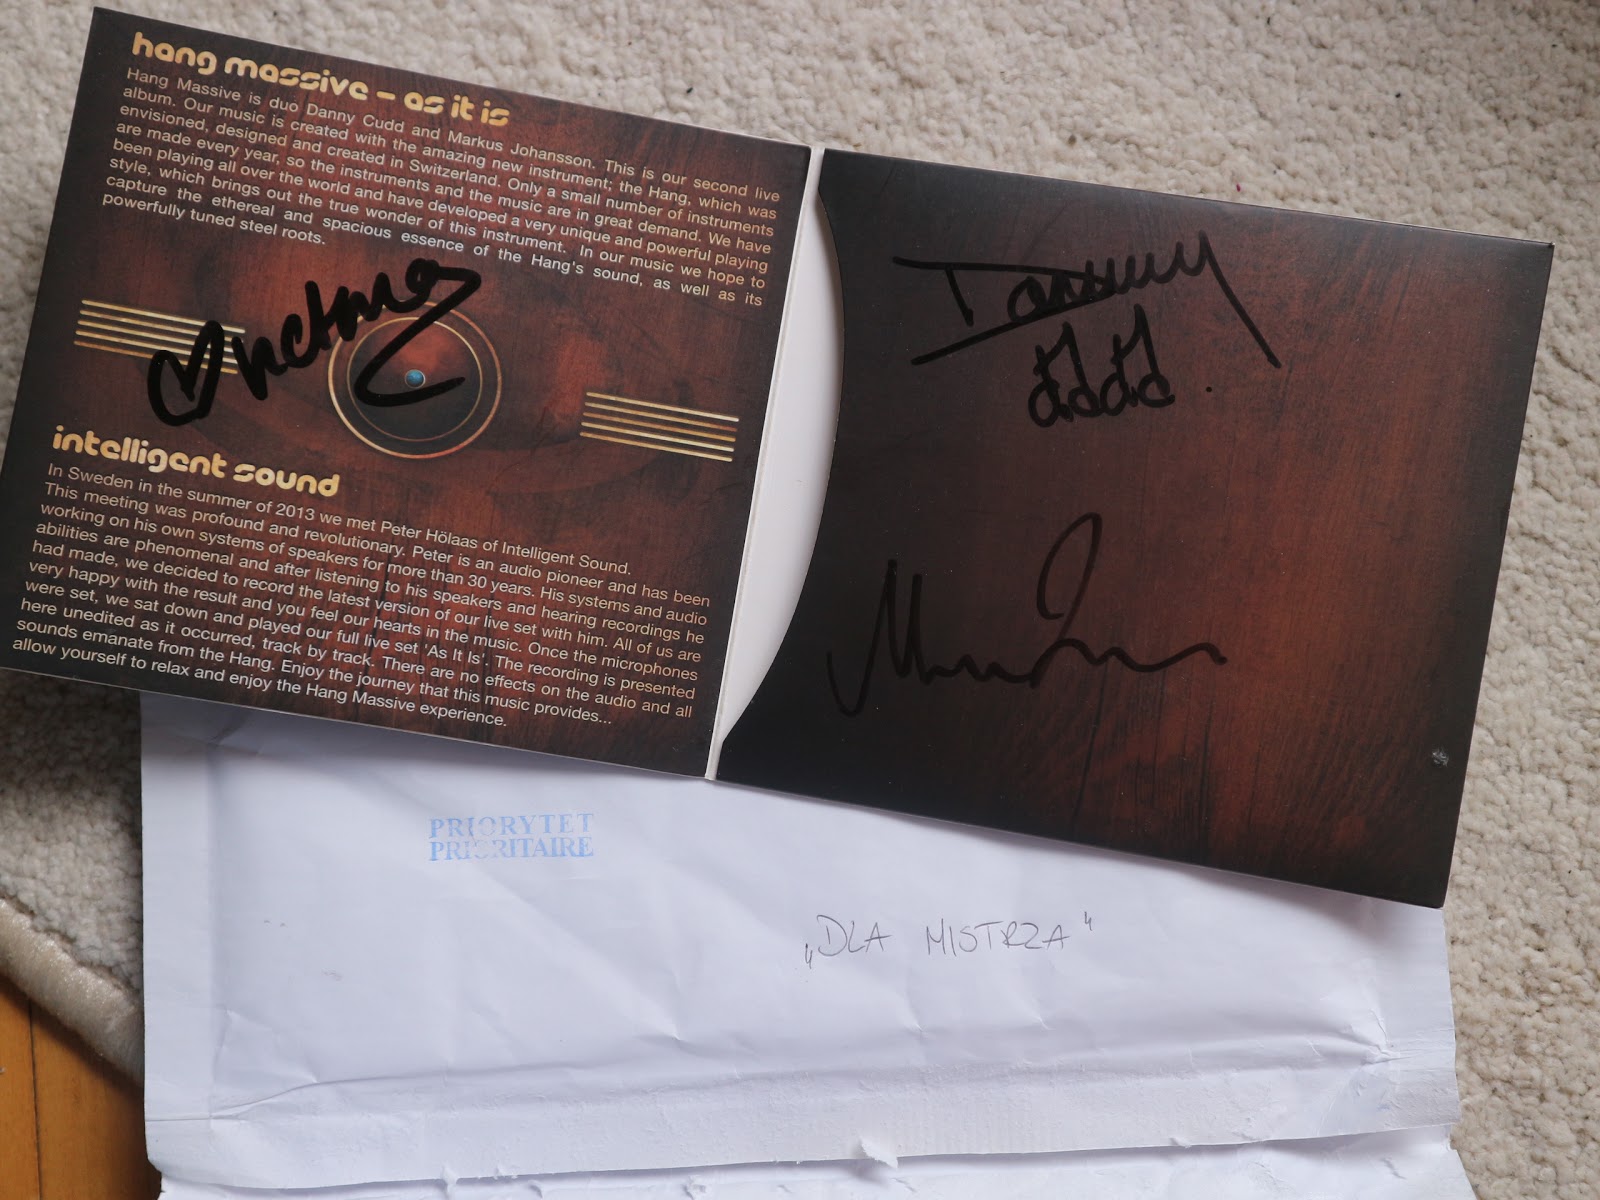 hang massive – as it is
Hang Massive is duo Danny Cudd and Markus Johansson. This is our second live
album. Our music is created with the amazing new instrument; the Hang, which was
envisioned, designed and created in Switzerland. Only a small number of instruments
are made every year, so the instruments and the music are in great demand. We have
been playing all over the world and have developed a very unique and powerful playing
style, which brings out the true wonder of this instrument. In our music we hope to
capture the ethereal and spacious essence of the Hang's sound, as well as its
powerfully tuned steel roots.
intelligent sound
In Sweden in the summer of 2013 we met Peter Hölaas of Intelligent Sound.
This meeting was profound and revolutionary. Peter is an audio pioneer and has been
working on his own systems of speakers for more than 30 years. His systems and audio
abilities are phenomenal and after listening to his speakers and hearing recordings he
had made, we decided to record the latest version of our live set with him. All of us are
very happy with the result and you feel our hearts in the music. Once the microphones
were set, we sat down and played our full live set 'As It Is'. The recording is presented
here unedited as it occurred, track by track. There are no effects on the audio and all
sounds emanate from the Hang. Enjoy the journey that this music provides...
allow yourself to relax and enjoy the Hang Massive experience.
Danny
PRIORYTET
PRIORITAIRE
„DLA MISTRZA"